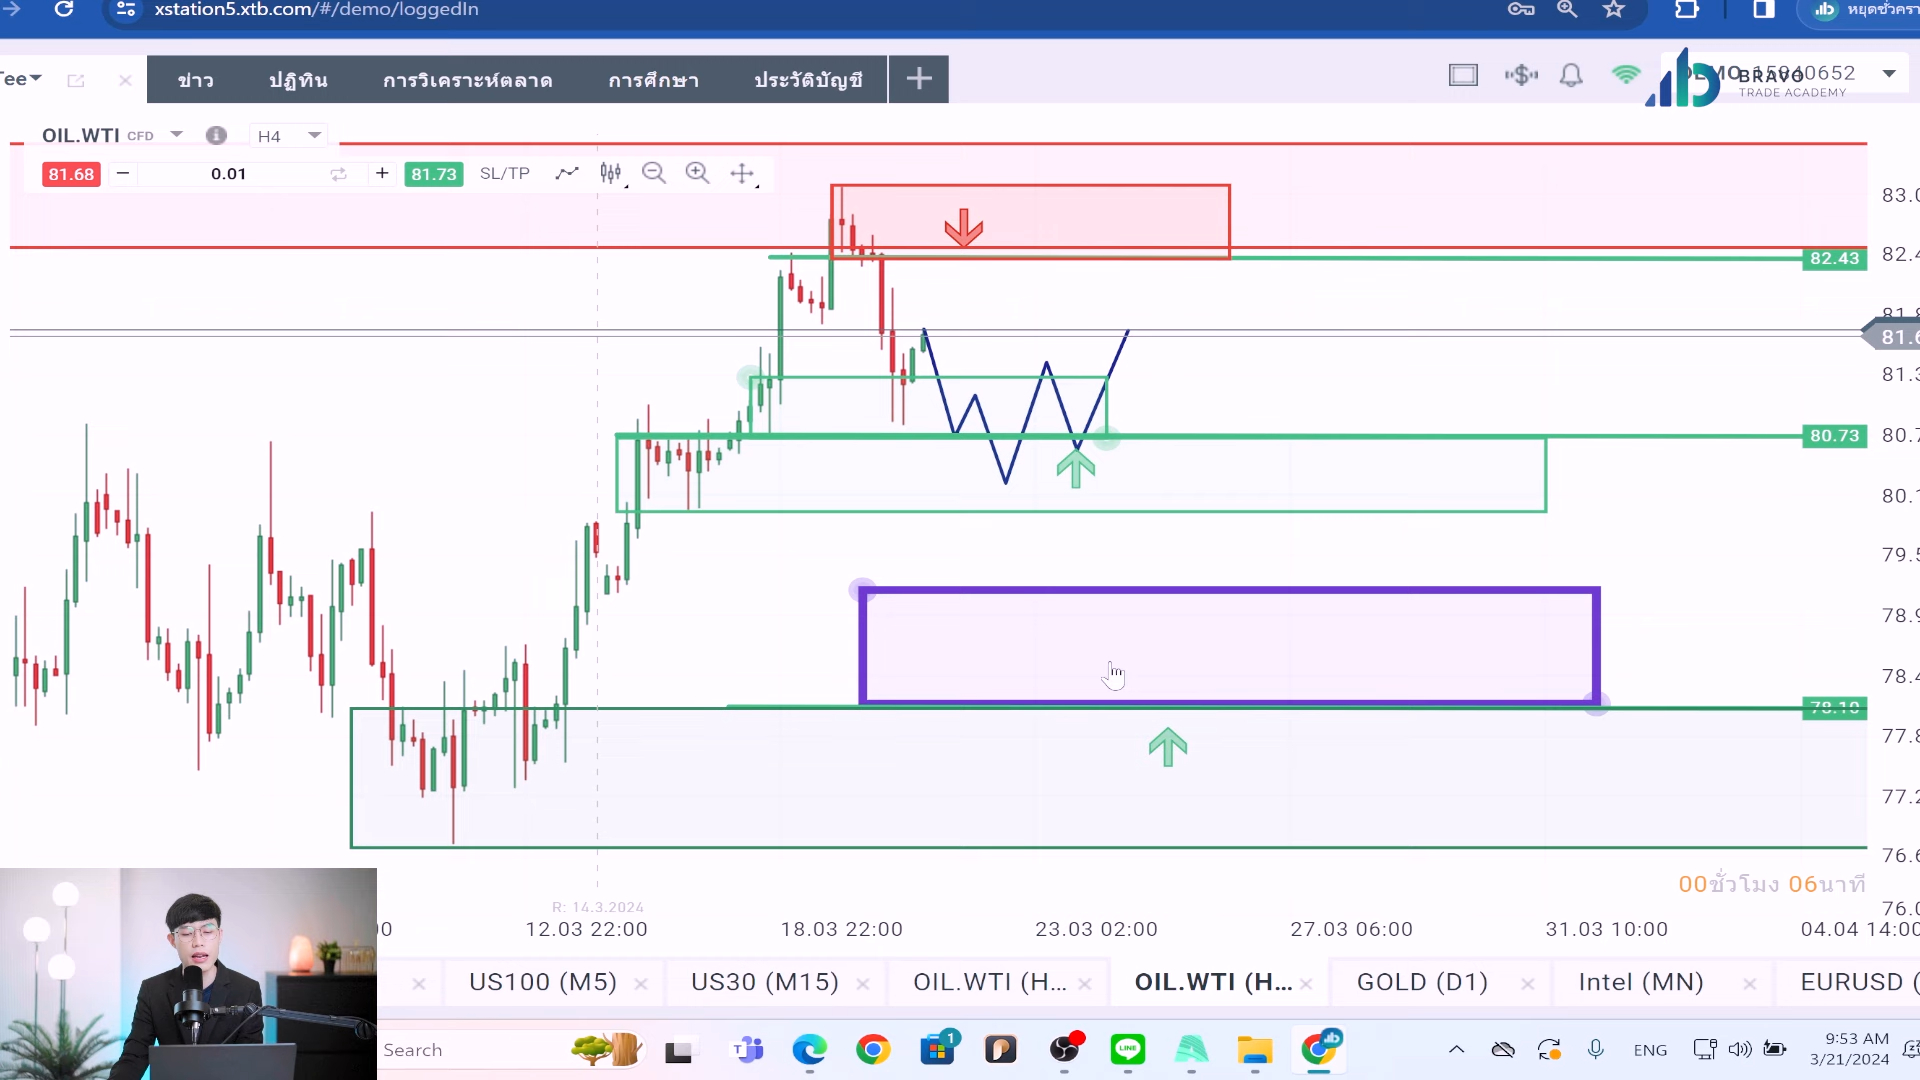 xstation5.xtb.com/#/demo/loggedIn
หยุดชั่วครา
Tee
ข่าว
ปฏิทิน
การวิเคราะห์ตลาด
การศึกษา
ประวัติบัญชี
15840652
BRAVO
TRADE ACADEMY
OIL.WTI CFD
H4
81.68
0.01
81.73
SL/TP
83.0
82.43
82.4
81.8
81.6
81.3
80.73
80.7
80.1
79.5
78.9
78.4
78.10
77.8
77.2
76.6
00ชั่วโมง 06นาที
76.0
R: 14.3.2024
12.03 22:00
18.03 22:00
23.03 02:00
27.03 06:00
31.03 10:00
04.04 14:00
US100 (M5)
US30 (M15)
OIL.WTI (H...
OIL.WTI (H...
GOLD (D1)
Intel (MN)
EURUSD (
Search
1
LINE
ENG
9:53 AM
3/21/2024